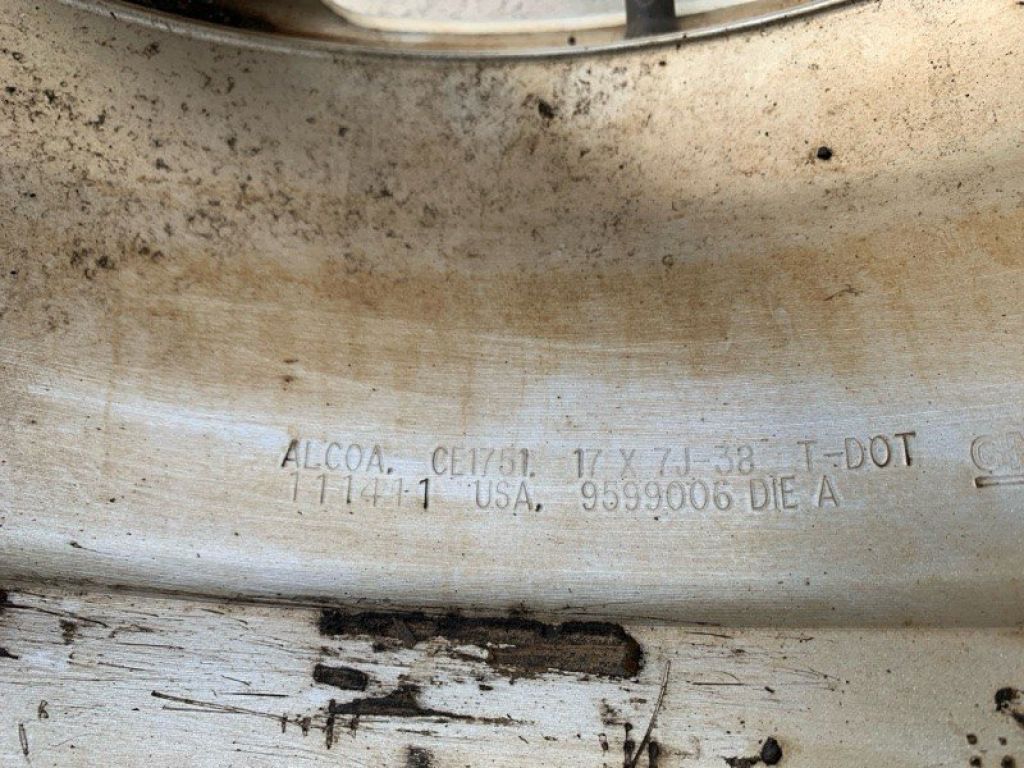 ALCOA. CE1751. 17 X 7J-38 T-DOT
111411 USA. 9599006 DIE A